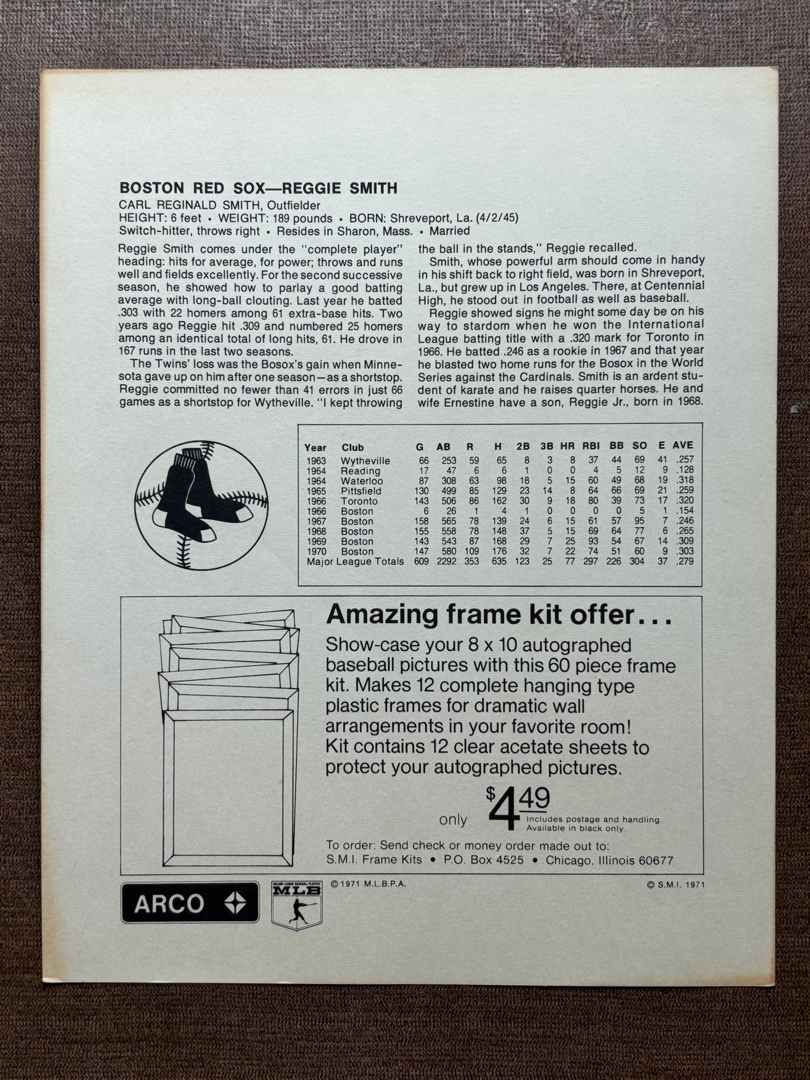 BOSTON RED SOX—REGGIE SMITH
CARL REGINALD SMITH, Outfielder
HEIGHT: 6 feet • WEIGHT: 189 pounds • BORN: Shreveport, La. (4/2/45)
Switch-hitter, throws right • Resides in Sharon, Mass. • Married
Reggie Smith comes under the "complete player"
heading: hits for average, for power; throws and runs
well and fields excellently. For the second successive
season, he showed how to parlay a good batting
average with long-ball clouting. Last year he batted
.303 with 22 homers among 61 extra-base hits. Two
years ago Reggie hit .309 and numbered 25 homers
among an identical total of long hits, 61. He drove in
167 runs in the last two seasons.
The Twins' loss was the Bosox's gain when Minne-
sota gave up on him after one season—as a shortstop.
Reggie committed no fewer than 41 errors in just 66
games as a shortstop for Wytheville. "I kept throwing
the ball in the stands," Reggie recalled.
Smith, whose powerful arm should come in handy
in his shift back to right field, was born in Shreveport,
La., but grew up in Los Angeles. There, at Centennial
High, he stood out in football as well as baseball.
Reggie showed signs he might some day be on his
way to stardom when he won the International
League batting title with a .320 mark for Toronto in
1966. He batted .246 as a rookie in 1967 and that year
he blasted two home runs for the Bosox in the World
Series against the Cardinals. Smith is an ardent stu-
dent of karate and he raises quarter horses. He and
wife Ernestine have a son, Reggie Jr., born in 1968.
Year Club G AB R H 2B 3B HR RBI BB SO E AVE
1963 Wytheville 66 253 59 65 8 3 8 37 44 69 41 .257
1964 Reading 17 47 6 6 1 0 0 4 5 12 9 .128
1964 Waterloo 87 308 63 98 18 5 15 60 49 68 19 .318
1965 Pittsfield 130 499 85 129 23 14 8 64 66 69 21 .259
1966 Toronto 143 506 86 162 30 9 18 80 39 73 17 .320
1966 Boston 6 26 1 4 1 0 0 0 0 5 1 .154
1967 Boston 158 565 78 139 24 6 15 61 57 95 7 .246
1968 Boston 155 558 78 148 37 5 15 69 64 77 6 .265
1969 Boston 143 543 87 168 29 7 25 93 54 67 14 .309
1970 Boston 147 580 109 176 32 7 22 74 51 60 9 .303
Major League Totals 609 2292 353 635 123 25 77 297 226 304 37 .279
Amazing frame kit offer...
Show-case your 8 x 10 autographed
baseball pictures with this 60 piece frame
kit. Makes 12 complete hanging type
plastic frames for dramatic wall
arrangements in your favorite room!
Kit contains 12 clear acetate sheets to
protect your autographed pictures.
only $4.49 Includes postage and handling.
Available in black only.
To order: Send check or money order made out to:
S.M.I. Frame Kits • P.O. Box 4525 • Chicago, Illinois 60677
ARCO
MAJOR LEAGUE BASEBALL PLAYERS
MLB
© 1971 M.L.B.P.A.
© S.M.I. 1971